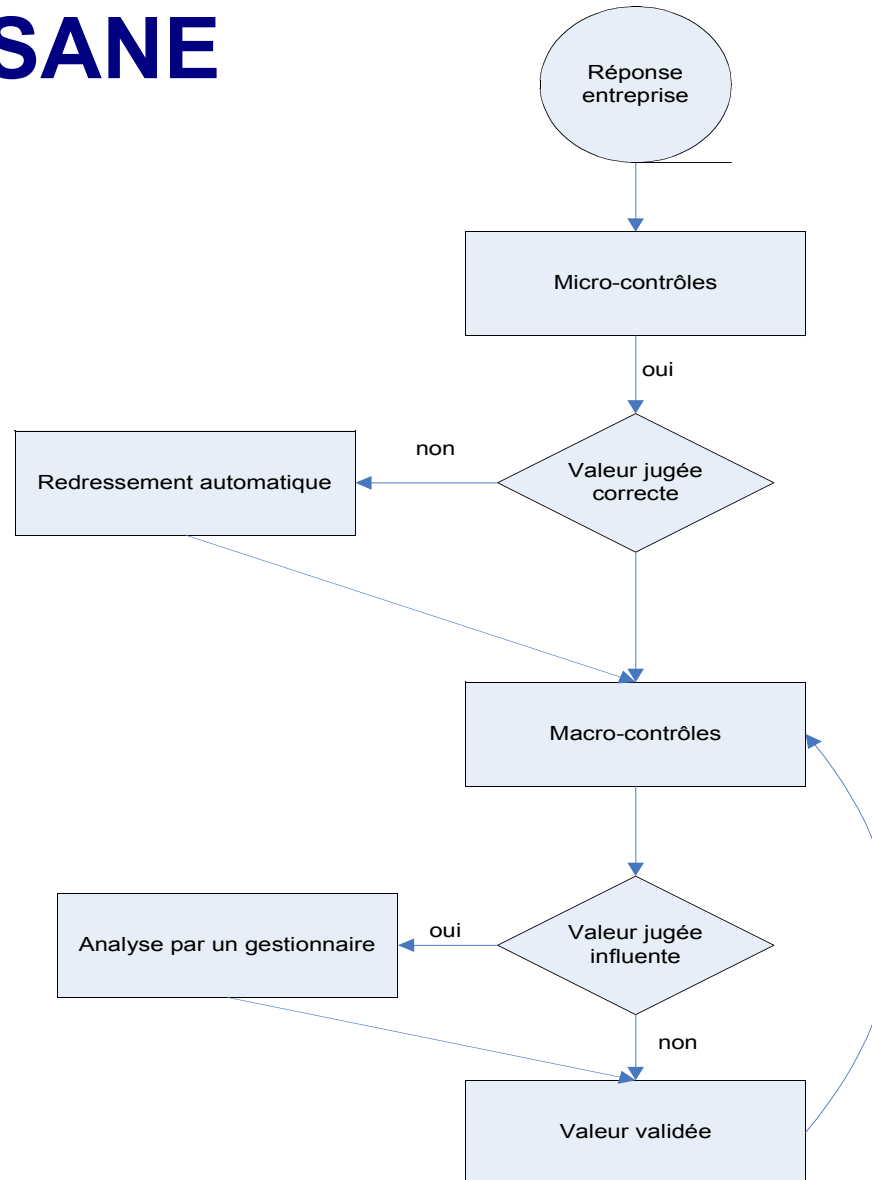 SANE
Réponse
entreprise
Micro-contrôles
oui
non
Valeur jugée
correcte
Redressement automatique
Macro-contrôles
Analyse par un gestionnaire
oui
Valeur jugée
influente
non
Valeur validée